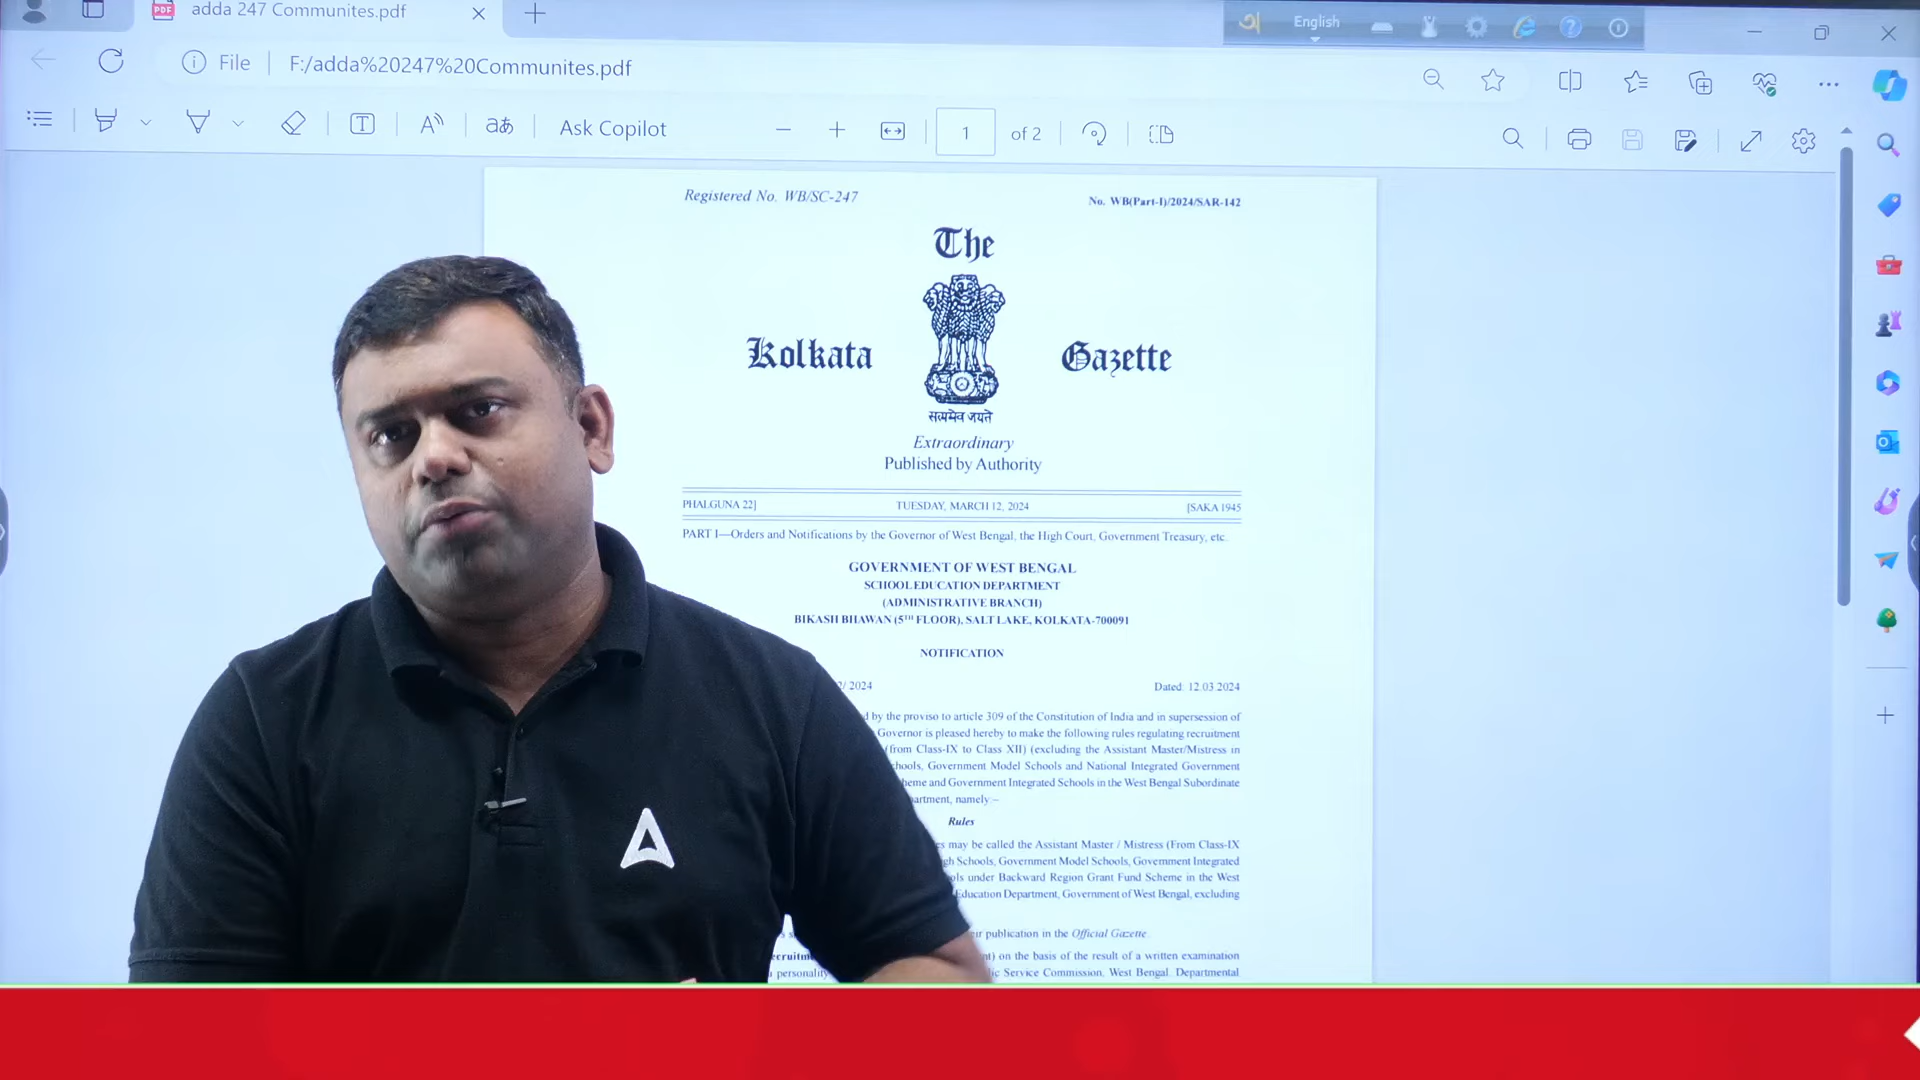 adda 247 Communites.pdf
English
File
F:/adda%20247%20Communites.pdf
Ask Copilot
1 of 2
Registered No. WB/SC-247
No. WB(Part-I)/2024/SAR-142
The
Kolkata Gazette
सत्यमेव जयते
Extraordinary
Published by Authority
PHALGUNA 22]
TUESDAY, MARCH 12, 2024
[SAKA 1945
PART I—Orders and Notifications by the Governor of West Bengal, the High Court, Government Treasury, etc.
GOVERNMENT OF WEST BENGAL
SCHOOL EDUCATION DEPARTMENT
(ADMINISTRATIVE BRANCH)
BIKASH BHAWAN (5TH FLOOR), SALT LAKE, KOLKATA-700091
NOTIFICATION
/ 2024
Dated: 12.03.2024
by the proviso to article 309 of the Constitution of India and in supersession of
Governor is pleased hereby to make the following rules regulating recruitment
(from Class-IX to Class XII) (excluding the Assistant Master/Mistress in
Government Model Schools and National Integrated Government
and Government Integrated Schools in the West Bengal Subordinate
namely:–
Rules
may be called the Assistant Master / Mistress (From Class-IX
Schools, Government Model Schools, Government Integrated
under Backward Region Grant Fund Scheme in the West
Education Department, Government of West Bengal, excluding
publication in the Official Gazette.
on the basis of the result of a written examination
personality
Service Commission, West Bengal. Departmental